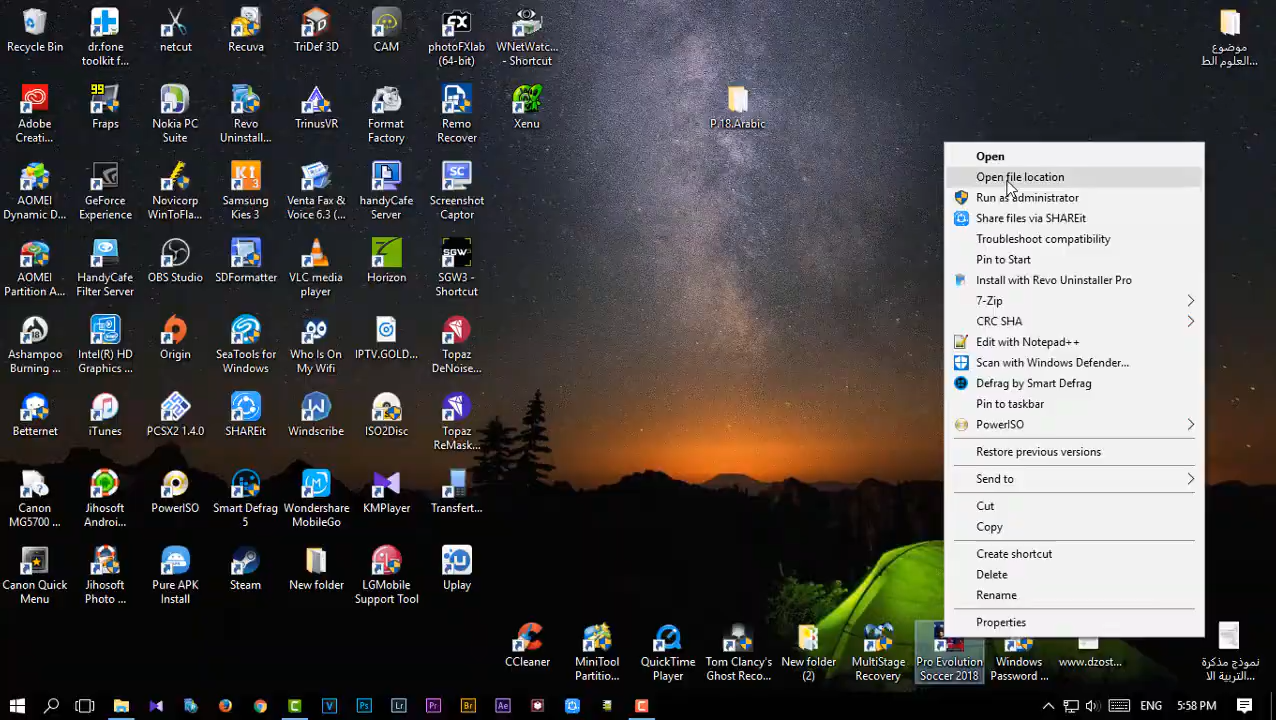 Recycle Bin
dr.fone
toolkit f...
netcut
Recuva
TriDef 3D
CAM
FX
photoFXlab
(64-bit)
WNetWatc...
- Shortcut
موضوع
العلوم الط...
Adobe
Creati...
99
Fraps
Nokia PC
Suite
Revo
Uninstall...
TrinusVR
Format
Factory
Remo
Recover
Xenu
P.18.Arabic
AOMEI
Dynamic D...
GeForce
Experience
Novicorp
WinToFla...
Samsung
Kies 3
Venta Fax &
Voice 6.3 (...
handyCafe
Server
SC
Screenshot
Captor
AOMEI
Partition A...
HandyCafe
Filter Server
OBS Studio
SDFormatter
VLC media
player
Horizon
SGW
SGW3 -
Shortcut
Ashampoo
Burning ...
Intel(R) HD
Graphics ...
Origin
SeaTools for
Windows
Who Is On
My Wifi
IPTV.GOLD...
Topaz
DeNoise...
Betternet
iTunes
PCSX2 1.4.0
SHAREit
Windscribe
ISO2Disc
Topaz
ReMask...
Canon
MG5700 ...
Jihosoft
Androi...
PowerISO
Smart Defrag
5
Wondershare
MobileGo
KMPlayer
Transfert...
Canon Quick
Menu
Jihosoft
Photo ...
Pure APK
Install
Steam
New folder
LGMobile
Support Tool
Uplay
Open
Open file location
Run as administrator
Share files via SHAREit
Troubleshoot compatibility
Pin to Start
Install with Revo Uninstaller Pro
7-Zip
CRC SHA
Edit with Notepad++
Scan with Windows Defender...
Defrag by Smart Defrag
Pin to taskbar
PowerISO
Restore previous versions
Send to
Cut
Copy
Create shortcut
Delete
Rename
Properties
CCleaner
MiniTool
Partitio...
QuickTime
Player
Tom Clancy's
Ghost Reco...
New folder
(2)
MultiStage
Recovery
Pro Evolution
Soccer 2018
Windows
Password ...
www.dzost...
نموذج مذكرة
التربية الا...
V
Ps
Lr
Pr
Br
Ae
ENG
5:58 PM